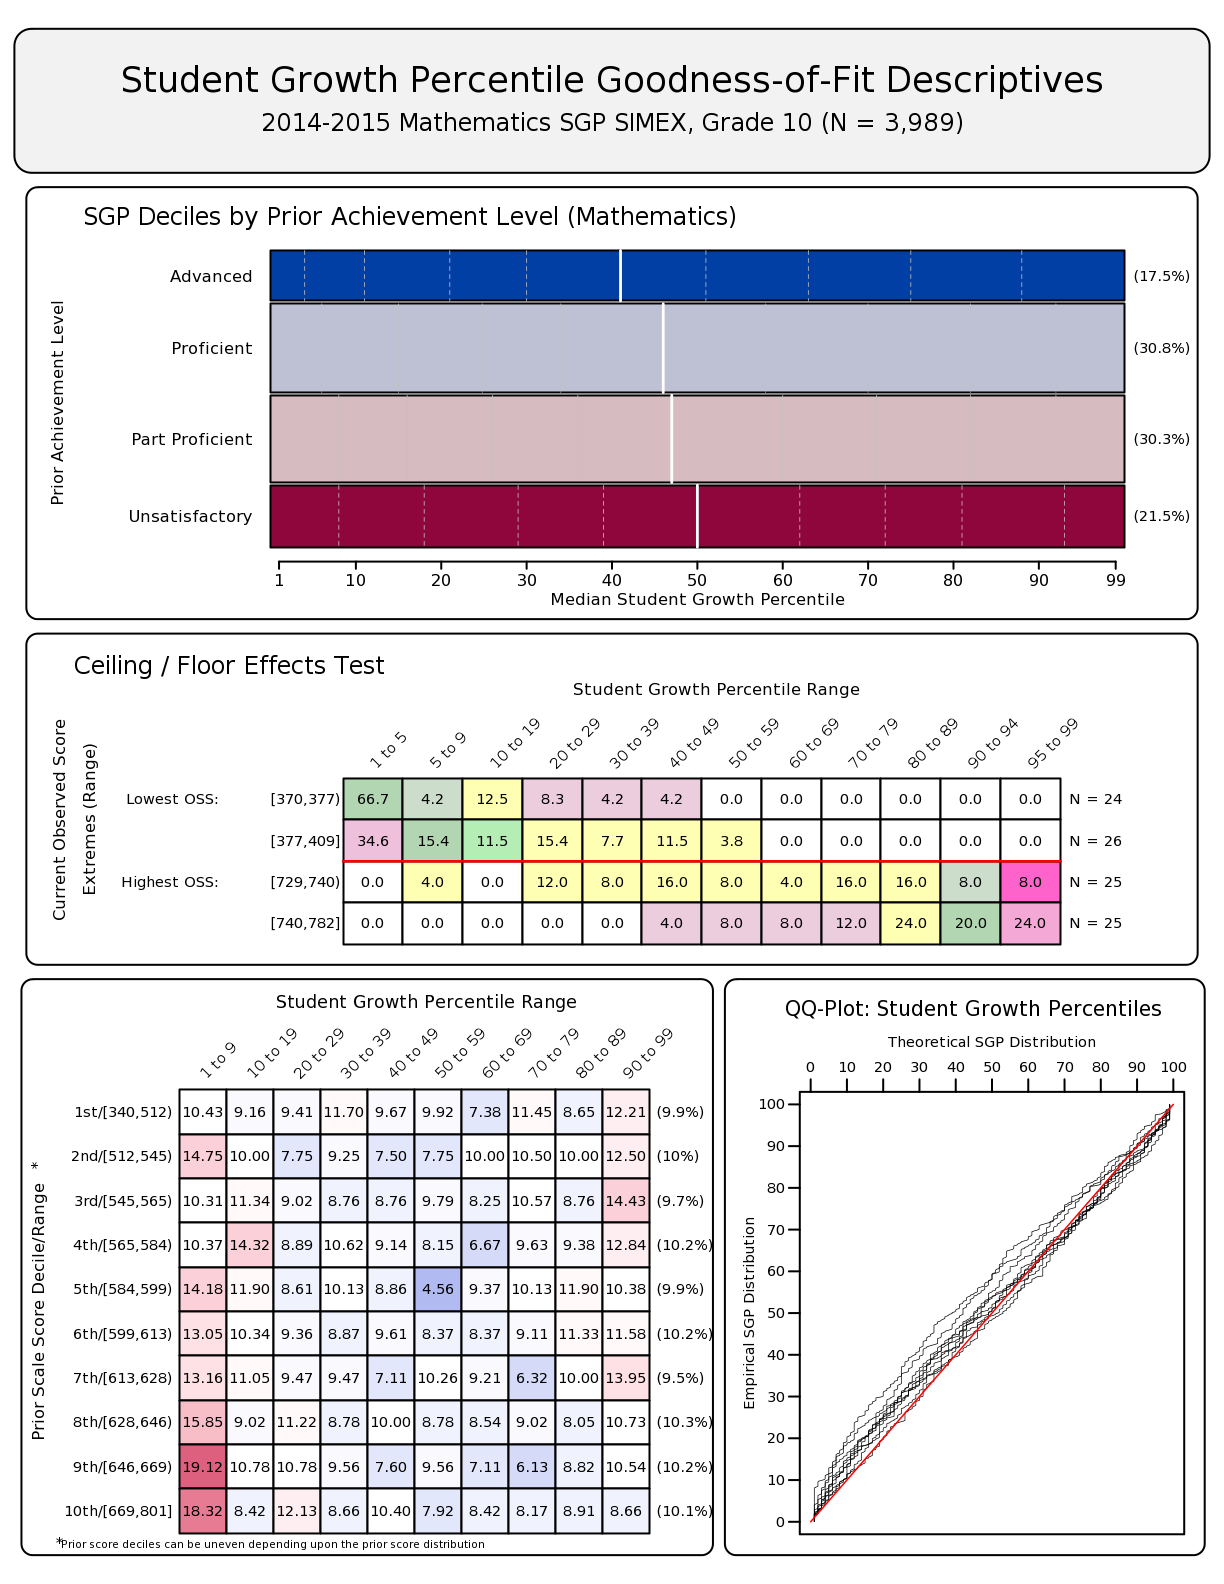 Student Growth Percentile Goodness-of-Fit Descriptives
2014-2015 Mathematics SGP SIMEX, Grade 10 (N = 3,989)
SGP Deciles by Prior Achievement Level (Mathematics)
Prior Achievement Level
Advanced (17.5%)
Proficient (30.8%)
Part Proficient (30.3%)
Unsatisfactory (21.5%)
1 10 20 30 40 50 60 70 80 90 99
Median Student Growth Percentile
Ceiling / Floor Effects Test
Student Growth Percentile Range
1 to 5 5 to 9 10 to 19 20 to 29 30 to 39 40 to 49 50 to 59 60 to 69 70 to 79 80 to 89 90 to 94 95 to 99
Current Observed Score
Extremes (Range)
Lowest OSS: [370,377) 66.7 4.2 12.5 8.3 4.2 4.2 0.0 0.0 0.0 0.0 0.0 0.0 N = 24
[377,409] 34.6 15.4 11.5 15.4 7.7 11.5 3.8 0.0 0.0 0.0 0.0 0.0 N = 26
Highest OSS: [729,740) 0.0 4.0 0.0 12.0 8.0 16.0 8.0 4.0 16.0 16.0 8.0 8.0 N = 25
[740,782] 0.0 0.0 0.0 0.0 0.0 4.0 8.0 8.0 12.0 24.0 20.0 24.0 N = 25
Student Growth Percentile Range
1 to 9 10 to 19 20 to 29 30 to 39 40 to 49 50 to 59 60 to 69 70 to 79 80 to 89 90 to 99
Prior Scale Score Decile/Range *
1st/[340,512) 10.43 9.16 9.41 11.70 9.67 9.92 7.38 11.45 8.65 12.21 (9.9%)
2nd/[512,545) 14.75 10.00 7.75 9.25 7.50 7.75 10.00 10.50 10.00 12.50 (10%)
3rd/[545,565) 10.31 11.34 9.02 8.76 8.76 9.79 8.25 10.57 8.76 14.43 (9.7%)
4th/[565,584) 10.37 14.32 8.89 10.62 9.14 8.15 6.67 9.63 9.38 12.84 (10.2%)
5th/[584,599) 14.18 11.90 8.61 10.13 8.86 4.56 9.37 10.13 11.90 10.38 (9.9%)
6th/[599,613) 13.05 10.34 9.36 8.87 9.61 8.37 8.37 9.11 11.33 11.58 (10.2%)
7th/[613,628) 13.16 11.05 9.47 9.47 7.11 10.26 9.21 6.32 10.00 13.95 (9.5%)
8th/[628,646) 15.85 9.02 11.22 8.78 10.00 8.78 8.54 9.02 8.05 10.73 (10.3%)
9th/[646,669) 19.12 10.78 10.78 9.56 7.60 9.56 7.11 6.13 8.82 10.54 (10.2%)
10th/[669,801] 18.32 8.42 12.13 8.66 10.40 7.92 8.42 8.17 8.91 8.66 (10.1%)
*Prior score deciles can be uneven depending upon the prior score distribution
QQ-Plot: Student Growth Percentiles
Theoretical SGP Distribution
0 10 20 30 40 50 60 70 80 90 100
Empirical SGP Distribution
100
90
80
70
60
50
40
30
20
10
0